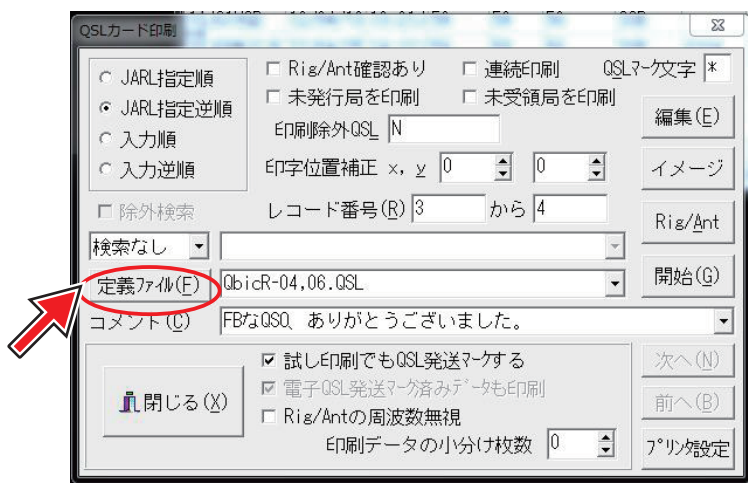 QSLカード印刷
JARL指定順
JARL指定逆順
入力順
入力逆順
Rig/Ant確認あり
連続印刷
QSLマーク文字 *
未発行局を印刷
未受領局を印刷
印刷除外QSL N
編集(E)
印字位置補正 x, y 0 0
イメージ
除外検索
レコード番号(R) 3 から 4
Rig/Ant
検索なし
定義ファイル(F) QbicR-04,06.QSL
開始(G)
コメント(C) FBなQSO、ありがとうございました。
試し印刷でもQSL発送マークする
次へ(N)
電子QSL発送マーク済みデータも印刷
閉じる(X)
前へ(B)
Rig/Antの周波数無視
印刷データの小分け枚数 0
プリンタ設定